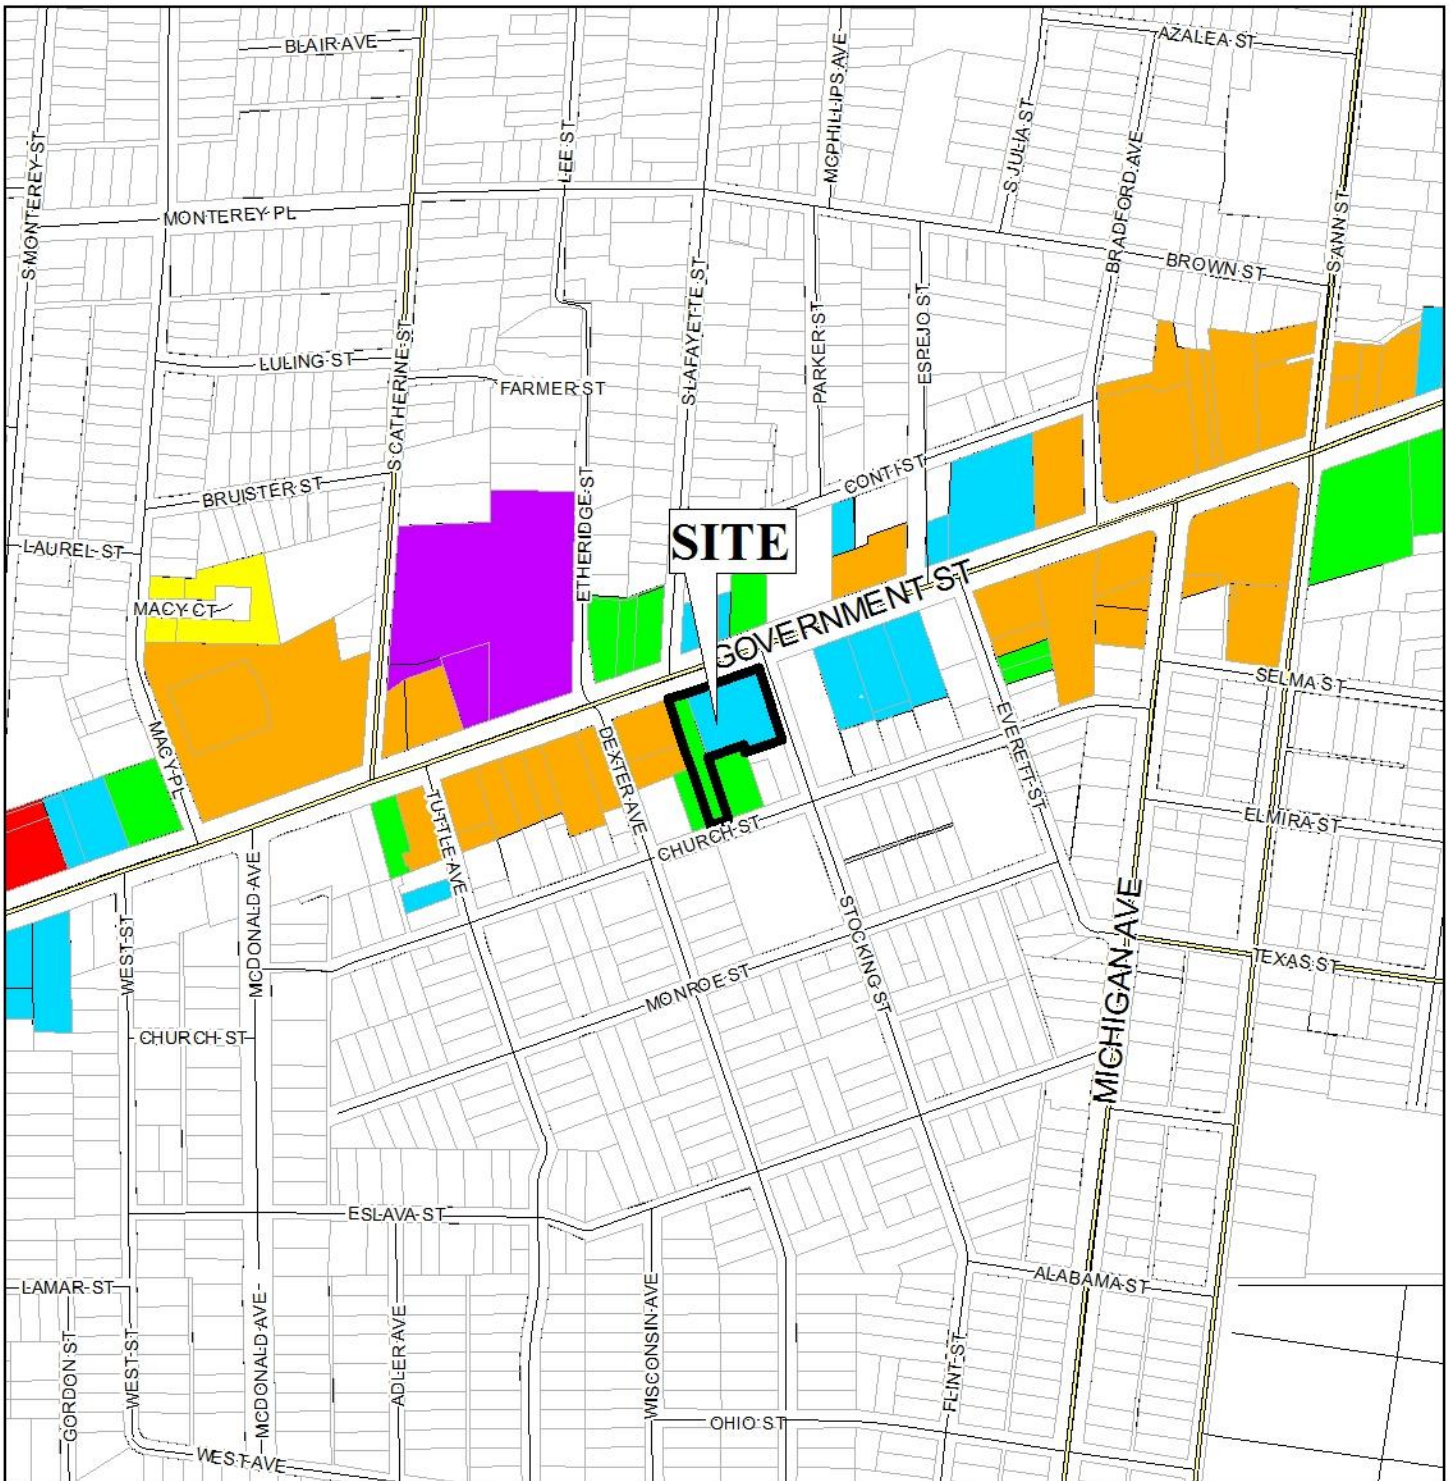 BLAIR AVE
AZALEA ST
MCPHILLIPS AVE
S MONTEREY ST
LEE ST
S JULIA ST
BRADFORD AVE
MONTEREY PL
S ANN ST
BROWN ST
S LAFAYETTE ST
PARKER ST
ESPEJO ST
LULING ST
S CATHERINE ST
FARMER ST
CONTI ST
BRUISTER ST
ETHERIDGE ST
SITE
LAUREL ST
MACY CT
GOVERNMENT ST
SELMA ST
MACY PL
DEXTER AVE
EVERETT ST
TUTTLE AVE
CHURCH ST
ELMIRA ST
WEST ST
MCDONALD AVE
STOCKING ST
MICHIGAN AVE
TEXAS ST
MONROE ST
CHURCH ST
ESLAVA ST
LAMAR ST
ALABAMA ST
GORDON ST
WEST ST
MCDONALD AVE
ADLER AVE
WISCONSIN AVE
FLINT ST
OHIO ST
WEST AVE